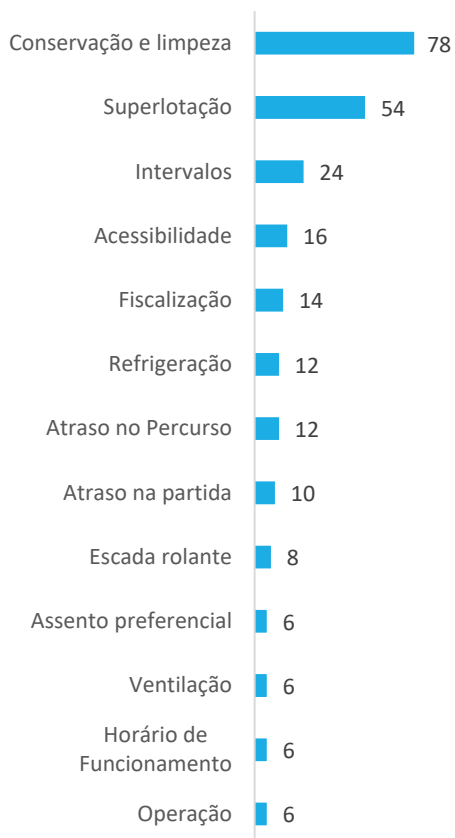 Conservação e limpeza 78
Superlotação 54
Intervalos 24
Acessibilidade 16
Fiscalização 14
Refrigeração 12
Atraso no Percurso 12
Atraso na partida 10
Escada rolante 8
Assento preferencial 6
Ventilação 6
Horário de
Funcionamento 6
Operação 6